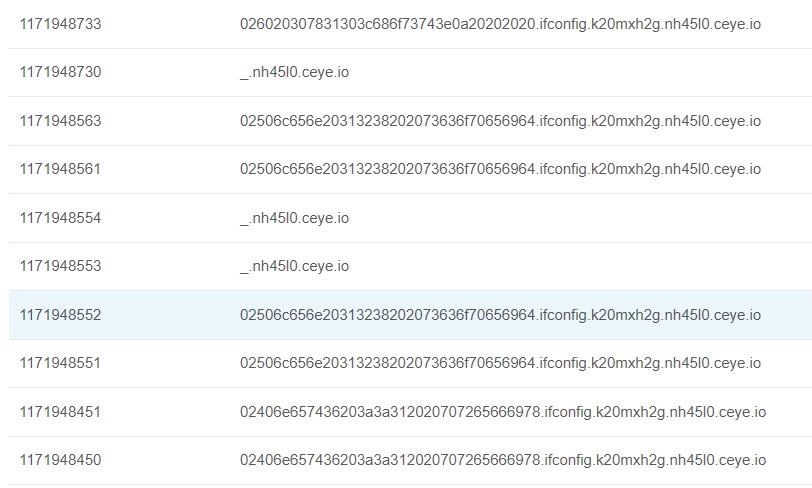 1171948733 026020307831303c686f73743e0a20202020.ifconfig.k20mxh2g.nh45l0.ceye.io
1171948730 _.nh45l0.ceye.io
1171948563 02506c656e20313238202073636f70656964.ifconfig.k20mxh2g.nh45l0.ceye.io
1171948561 02506c656e20313238202073636f70656964.ifconfig.k20mxh2g.nh45l0.ceye.io
1171948554 _.nh45l0.ceye.io
1171948553 _.nh45l0.ceye.io
1171948552 02506c656e20313238202073636f70656964.ifconfig.k20mxh2g.nh45l0.ceye.io
1171948551 02506c656e20313238202073636f70656964.ifconfig.k20mxh2g.nh45l0.ceye.io
1171948451 02406e657436203a3a312020707265666978.ifconfig.k20mxh2g.nh45l0.ceye.io
1171948450 02406e657436203a3a312020707265666978.ifconfig.k20mxh2g.nh45l0.ceye.io